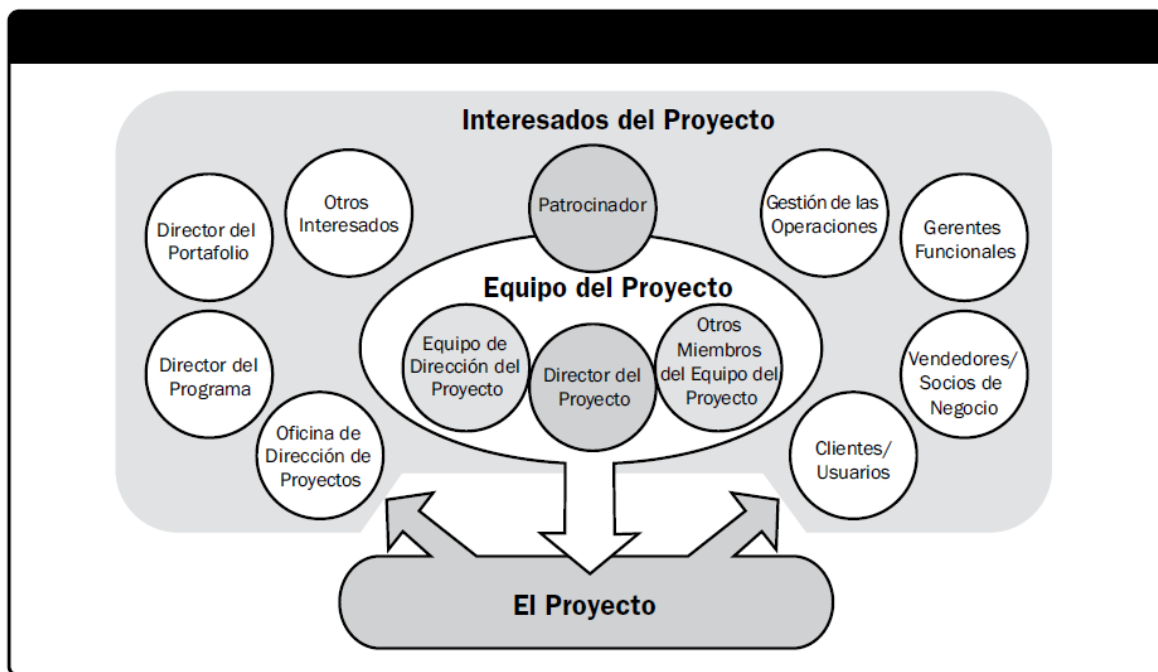 Interesados del Proyecto
Director del
Portafolio
Otros
Interesados
Patrocinador
Gestión de las
Operaciones
Gerentes
Funcionales
Equipo del Proyecto
Director del
Programa
Equipo de
Dirección del
Proyecto
Director del
Proyecto
Otros
Miembros
del Equipo del
Proyecto
Vendedores/
Socios de
Negocio
Oficina de
Dirección de
Proyectos
Clientes/
Usuarios
El Proyecto